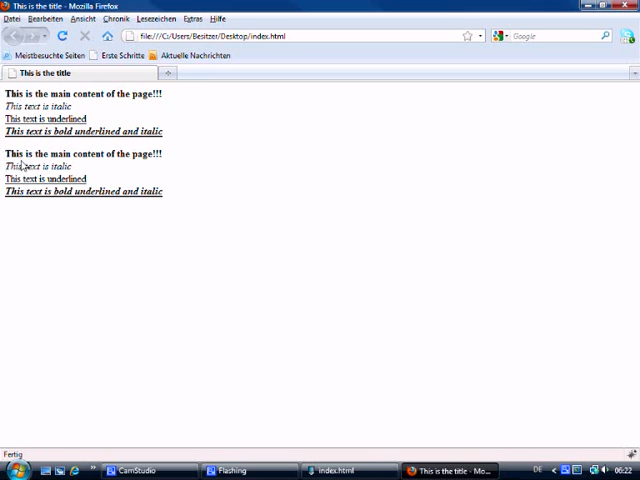 This is the title - Mozilla Firefox
Datei Bearbeiten Ansicht Chronik Lesezeichen Extras Hilfe
file:///C:/Users/Besitzer/Desktop/index.html Google
Meistbesuchte Seiten Erste Schritte Aktuelle Nachrichten
This is the title
This is the main content of the page!!!
This text is italic
This text is underlined
This text is bold underlined and italic
This is the main content of the page!!!
This text is italic
This text is underlined
This text is bold underlined and italic
Fertig
CamStudio Flashing index.html This is the title - Mo... DE 06:22